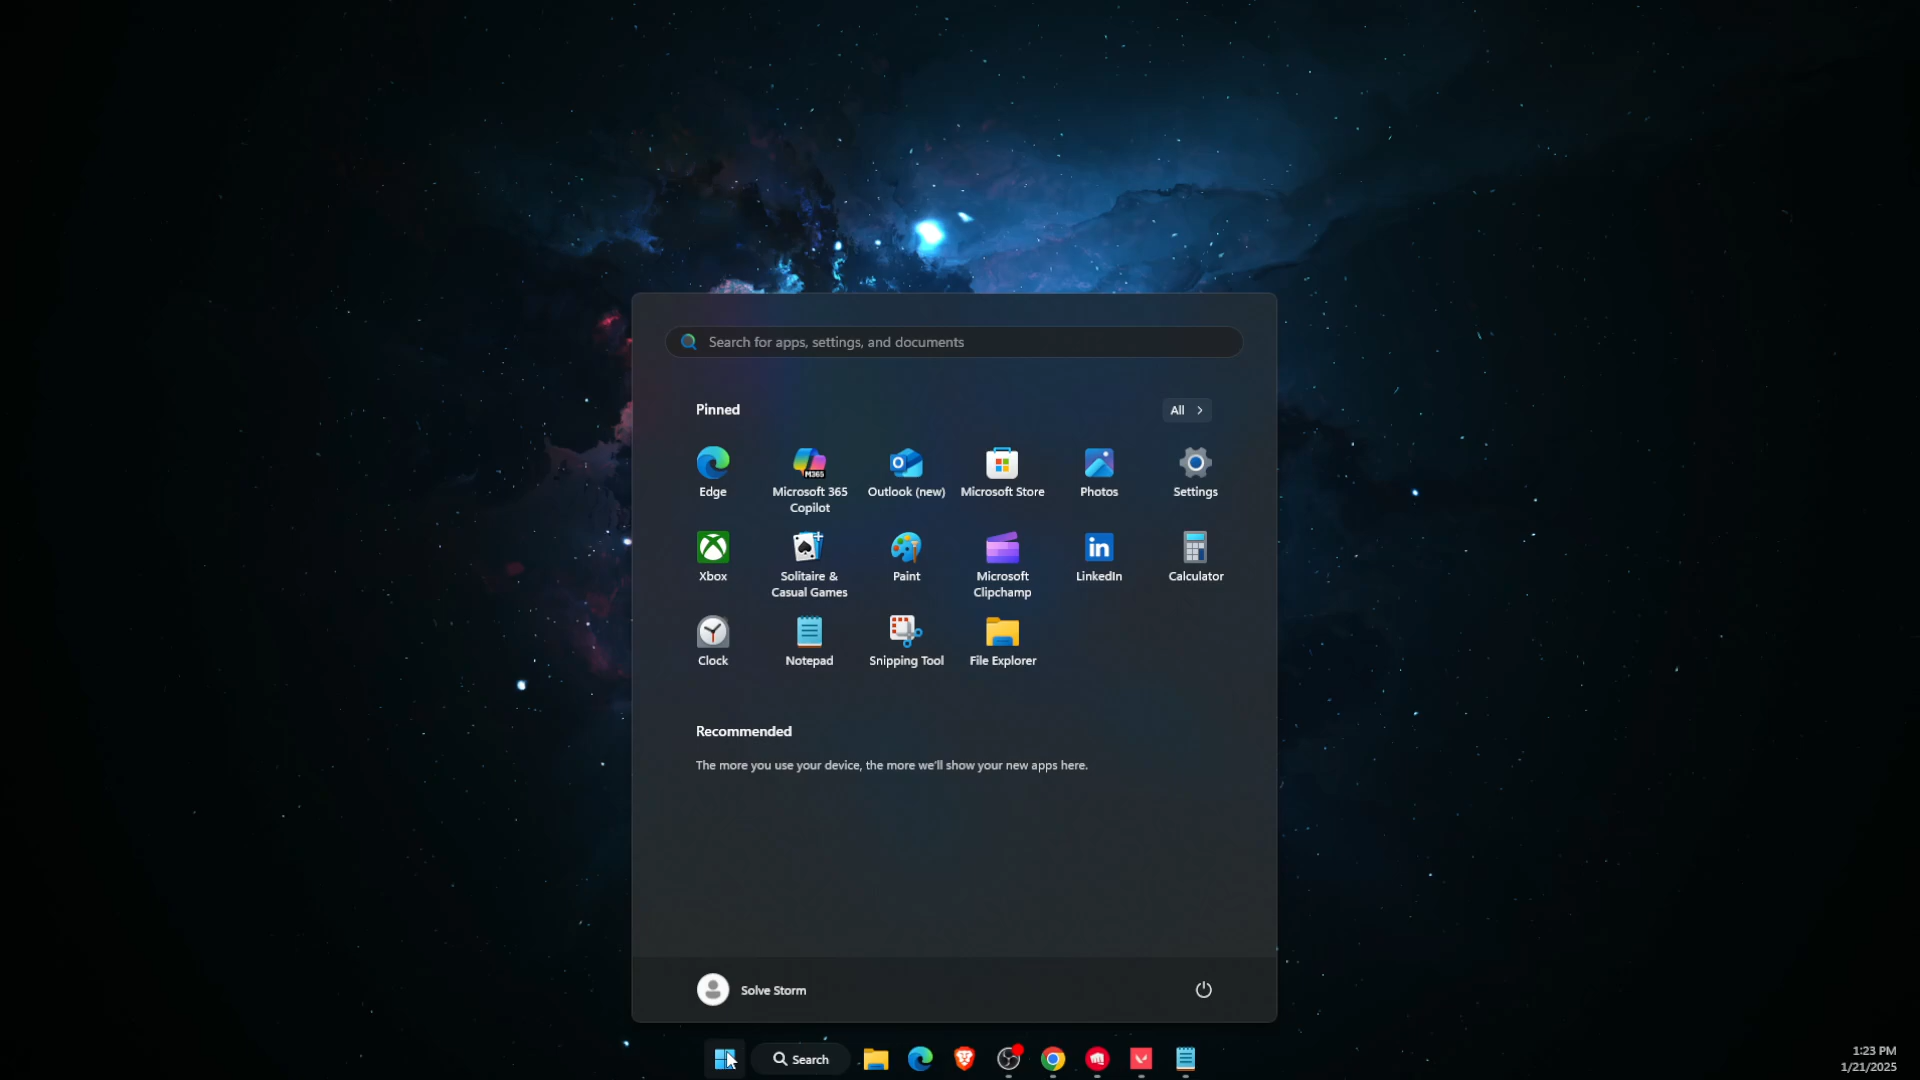 Search for apps, settings, and documents
Pinned
All
Edge
M365
Microsoft 365
Copilot
Outlook (new)
Microsoft Store
Photos
Settings
Xbox
Solitaire &
Casual Games
Paint
Microsoft
Clipchamp
in
LinkedIn
Calculator
Clock
Notepad
Snipping Tool
File Explorer
Recommended
The more you use your device, the more we'll show your new apps here.
Solve Storm
Search
1:23 PM
1/21/2025